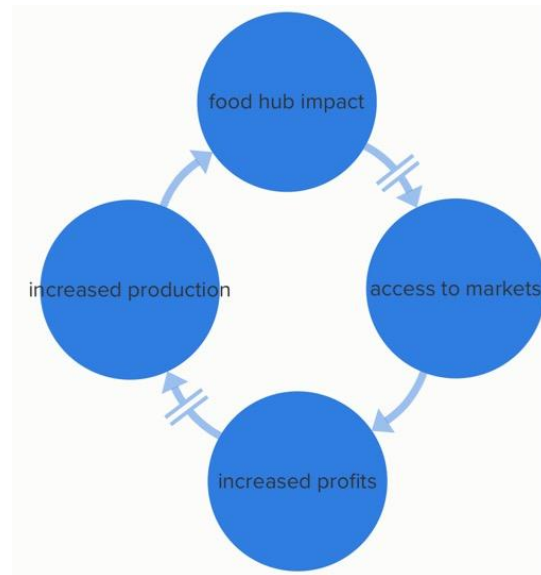 food hub impact
access to markets
increased production
increased profits